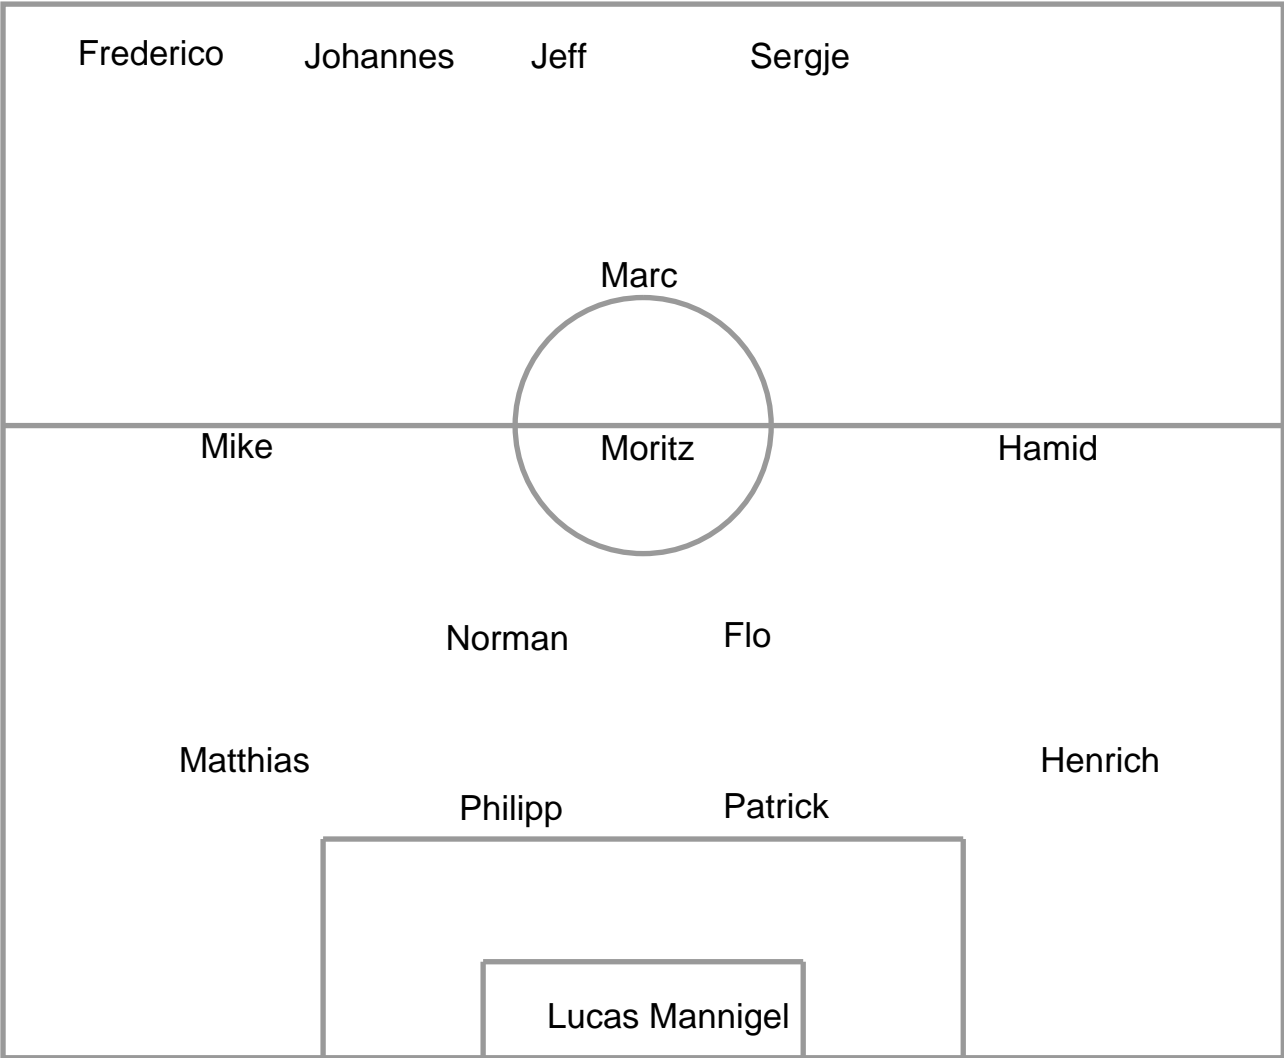 Frederico Johannes Jeff Sergje
Marc
Mike Moritz Hamid
Norman Flo
Matthias Henrich
Philipp Patrick
Lucas Mannigel